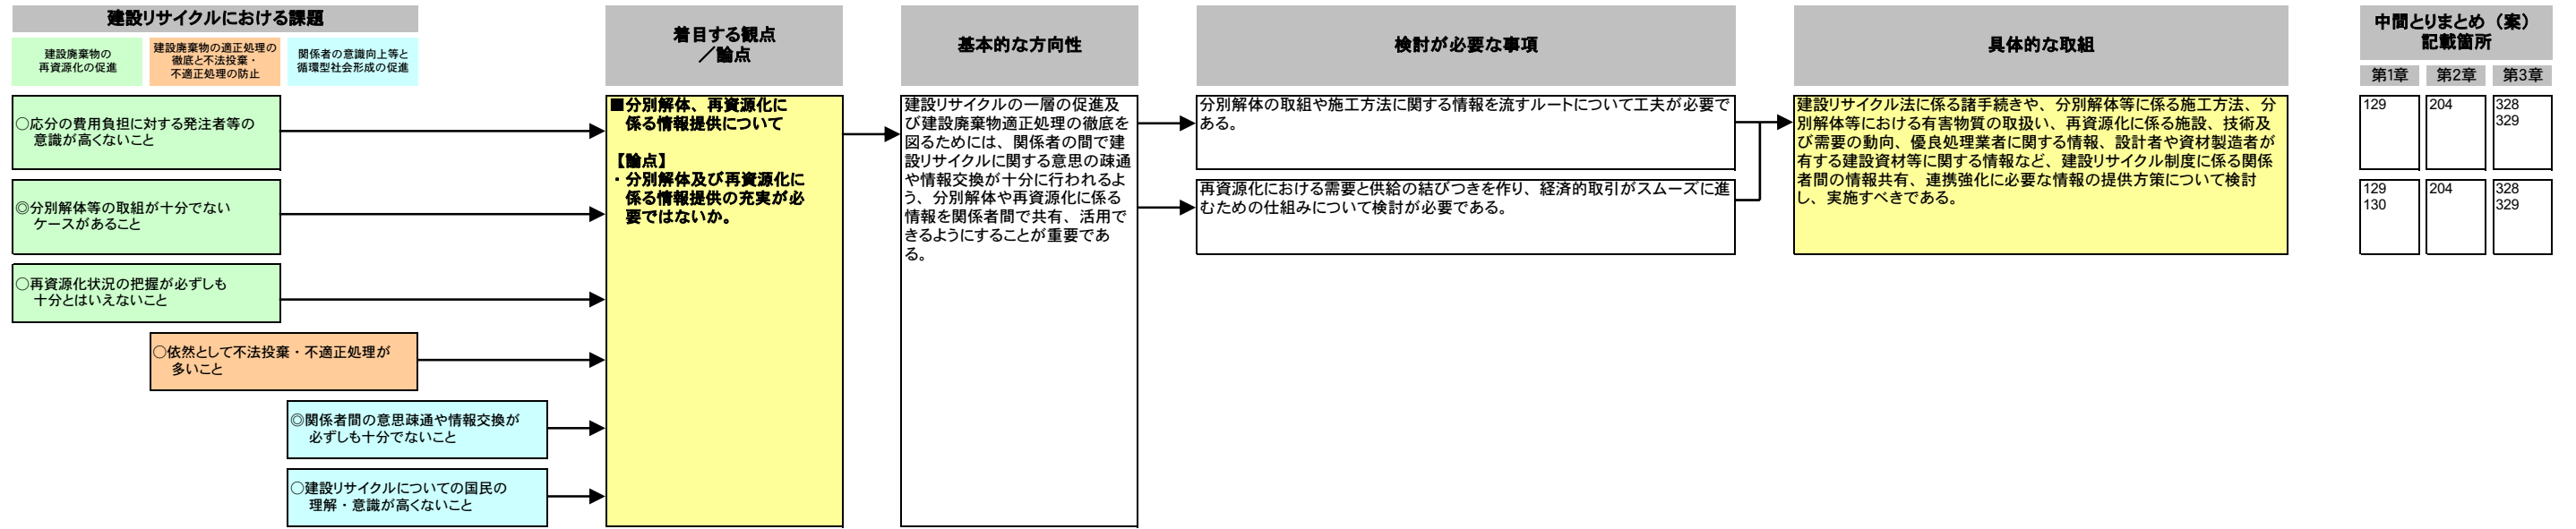 建設リサイクルにおける課題
建設廃棄物の
再資源化の促進
建設廃棄物の適正処理の
徹底と不法投棄・
不適正処理の防止
関係者の意識向上等と
循環型社会形成の促進
着目する観点
／論点
基本的な方向性
検討が必要な事項
具体的な取組
中間とりまとめ（案）
記載箇所
第1章
第2章
第3章
○応分の費用負担に対する発注者等の
意識が高くないこと
◎分別解体等の取組が十分でない
ケースがあること
○再資源化状況の把握が必ずしも
十分とはいえないこと
○依然として不法投棄・不適正処理が
多いこと
◎関係者間の意思疎通や情報交換が
必ずしも十分でないこと
○建設リサイクルについての国民の
理解・意識が高くないこと
■分別解体、再資源化に
係る情報提供について
【論点】
・分別解体及び再資源化に
係る情報提供の充実が必
要ではないか。
建設リサイクルの一層の促進及
び建設廃棄物適正処理の徹底を
図るためには、関係者の間で建
設リサイクルに関する意思の疎通
や情報交換が十分に行われるよ
う、分別解体や再資源化に係る
情報を関係者間で共有、活用で
きるようにすることが重要であ
る。
分別解体の取組や施工方法に関する情報を流すルートについて工夫が必要で
ある。
再資源化における需要と供給の結びつきを作り、経済的取引がスムーズに進
むための仕組みについて検討が必要である。
建設リサイクル法に係る諸手続きや、分別解体等に係る施工方法、分
別解体等における有害物質の取扱い、再資源化に係る施設、技術及
び需要の動向、優良処理業者に関する情報、設計者や資材製造者が
有する建設資材等に関する情報など、建設リサイクル制度に係る関係
者間の情報共有、連携強化に必要な情報の提供方策について検討
し、実施すべきである。
129
204
328
329
129
130
204
328
329